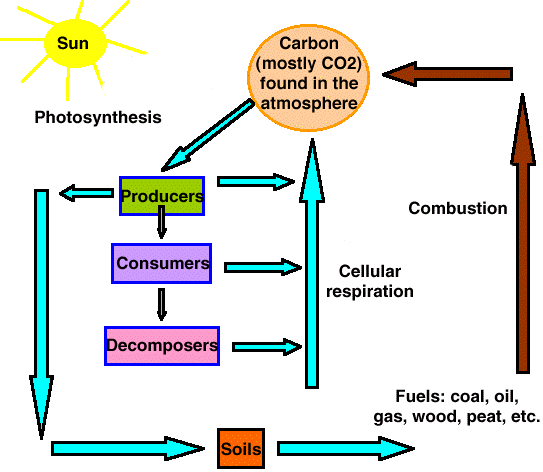 Sun
Carbon
(mostly CO2)
found in the
atmosphere
Photosynthesis
Producers
Combustion
Consumers
Cellular
respiration
Decomposers
Fuels: coal, oil,
gas, wood, peat, etc.
Soils